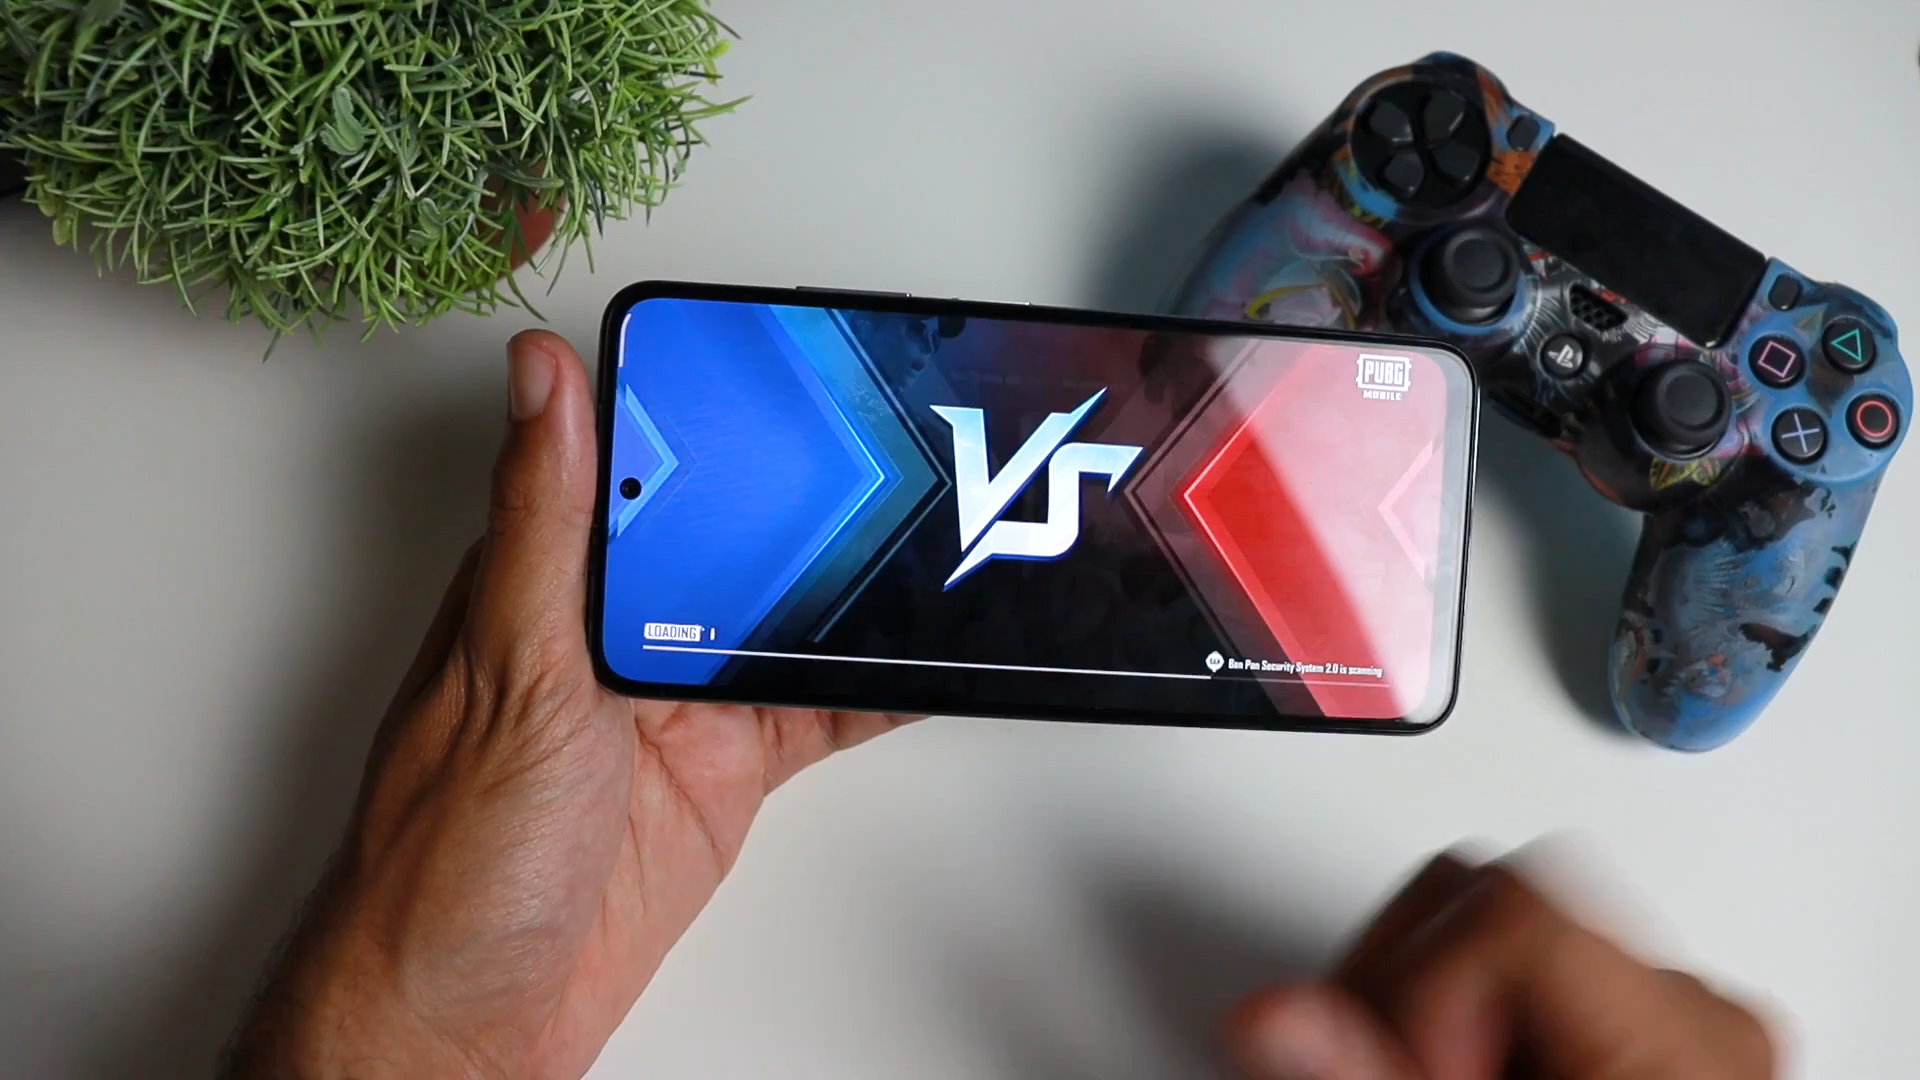 PUBG
MOBILE
VS
LOADING
Ban Pan Security System 2.0 is scanning